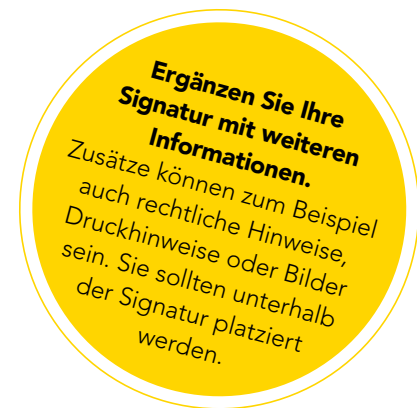 Ergänzen Sie Ihre
Signatur mit weiteren
Informationen.
Zusätze können zum Beispiel
auch rechtliche Hinweise,
Druckhinweise oder Bilder
sein. Sie sollten unterhalb
der Signatur platziert
werden.